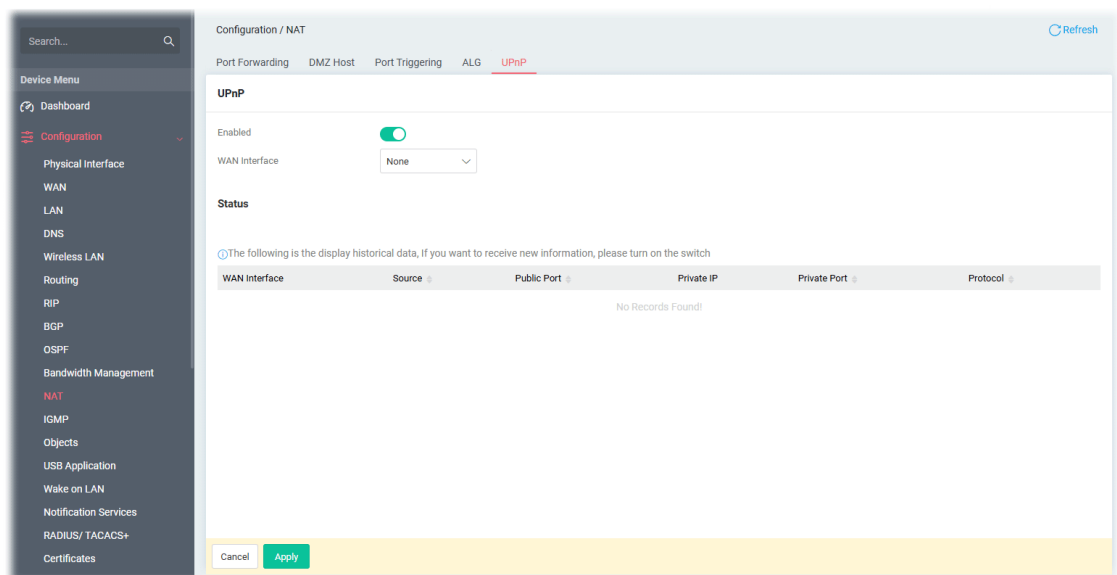 Search...
Device Menu
Dashboard
Configuration
Physical Interface
WAN
LAN
DNS
Wireless LAN
Routing
RIP
BGP
OSPF
Bandwidth Management
NAT
IGMP
Objects
USB Application
Wake on LAN
Notification Services
RADIUS/ TACACS+
Certificates
Configuration / NAT Refresh
Port Forwarding DMZ Host Port Triggering ALG UPnP
UPnP
Enabled
WAN Interface None
Status
The following is the display historical data, If you want to receive new information, please turn on the switch
WAN Interface Source Public Port Private IP Private Port Protocol
No Records Found!
Cancel Apply